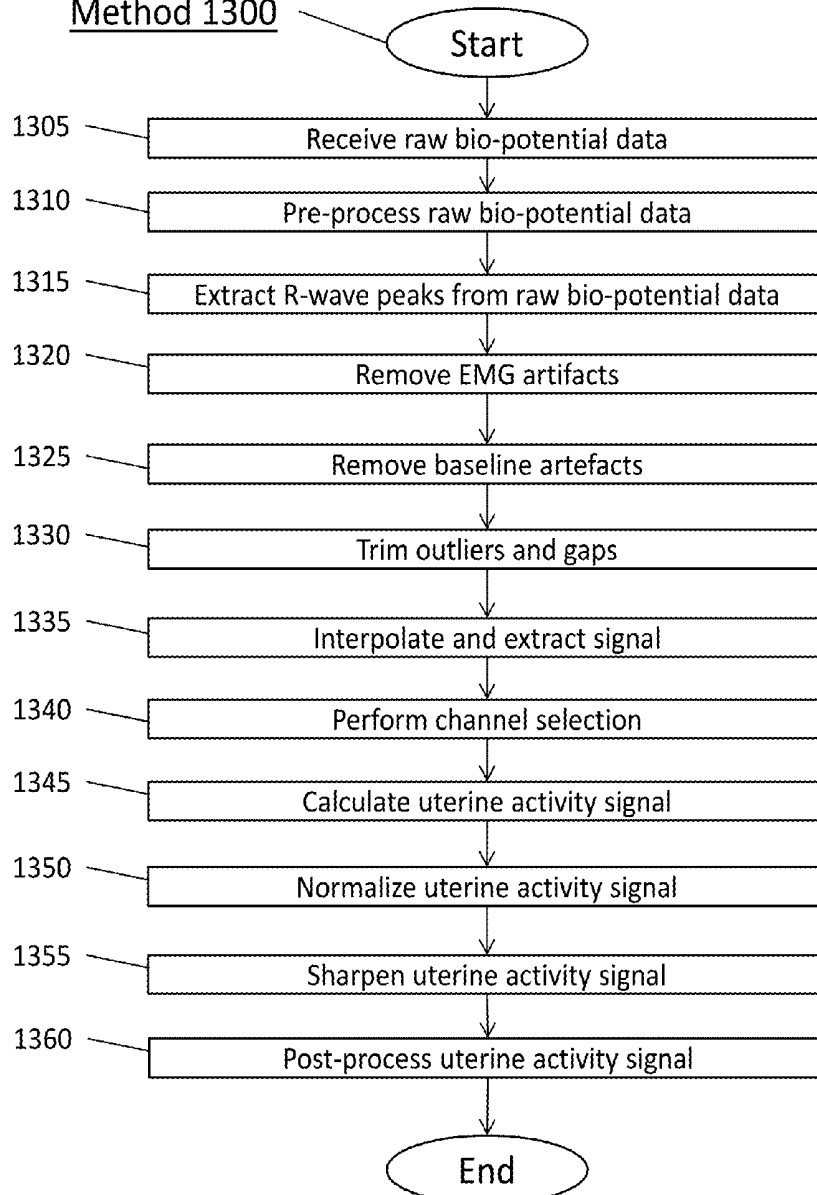 Method 1300
Start
1305 Receive raw bio-potential data
1310 Pre-process raw bio-potential data
1315 Extract R-wave peaks from raw bio-potential data
1320 Remove EMG artifacts
1325 Remove baseline artefacts
1330 Trim outliers and gaps
1335 Interpolate and extract signal
1340 Perform channel selection
1345 Calculate uterine activity signal
1350 Normalize uterine activity signal
1355 Sharpen uterine activity signal
1360 Post-process uterine activity signal
End